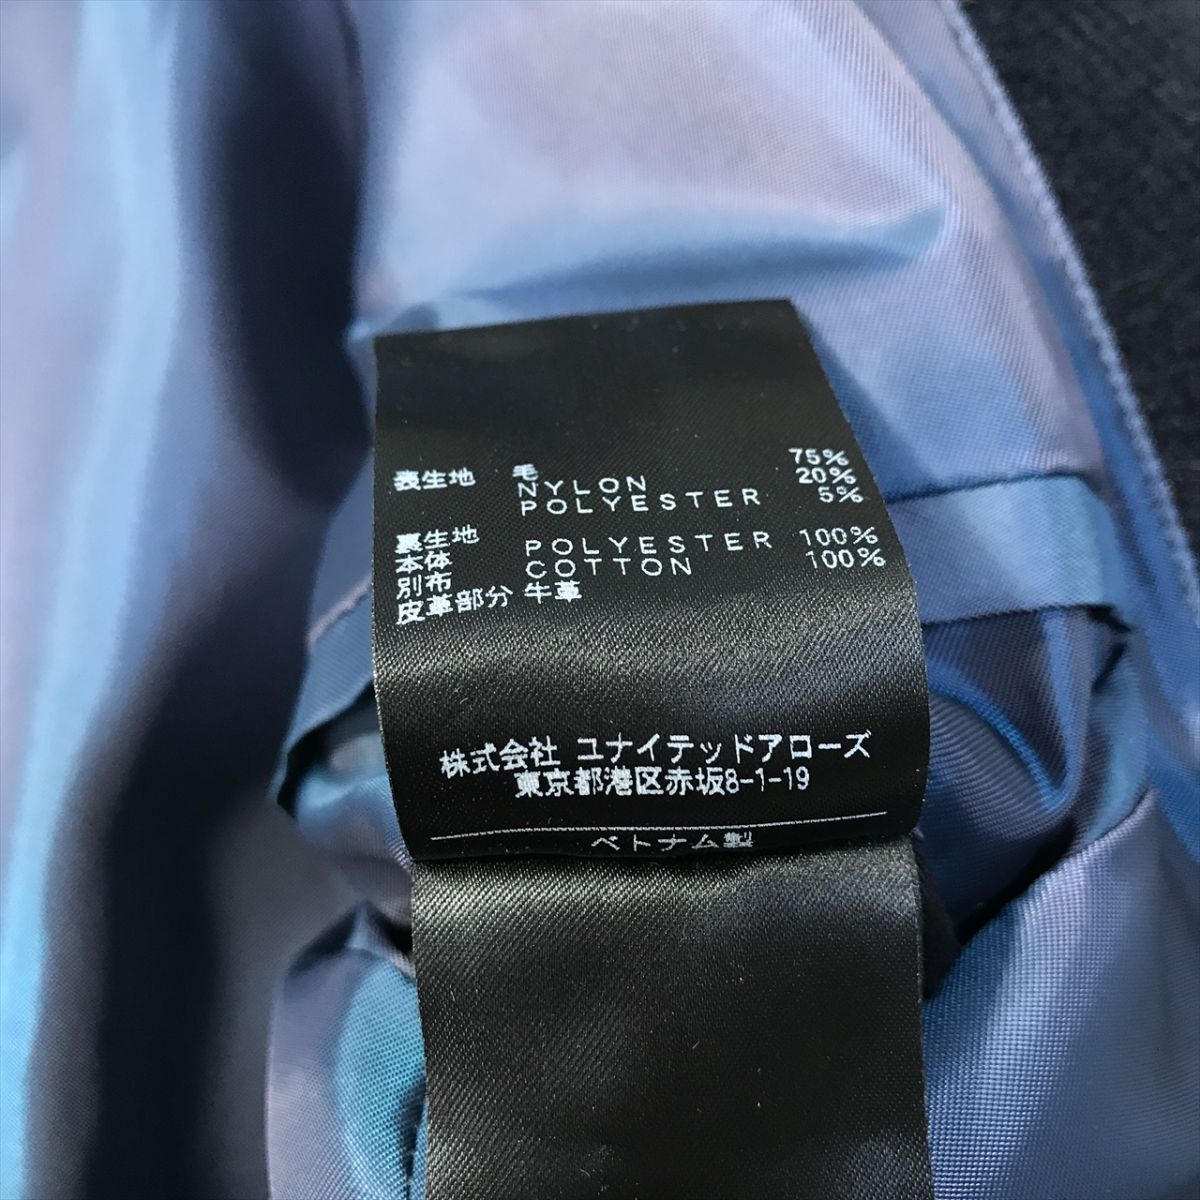 表生地 毛 75%
NYLON 20%
POLYESTER 5%
裏生地
本体 POLYESTER 100%
別布 COTTON 100%
皮革部分 牛革
株式会社 ユナイテッドアローズ
東京都港区赤坂8-1-19
ベトナム製